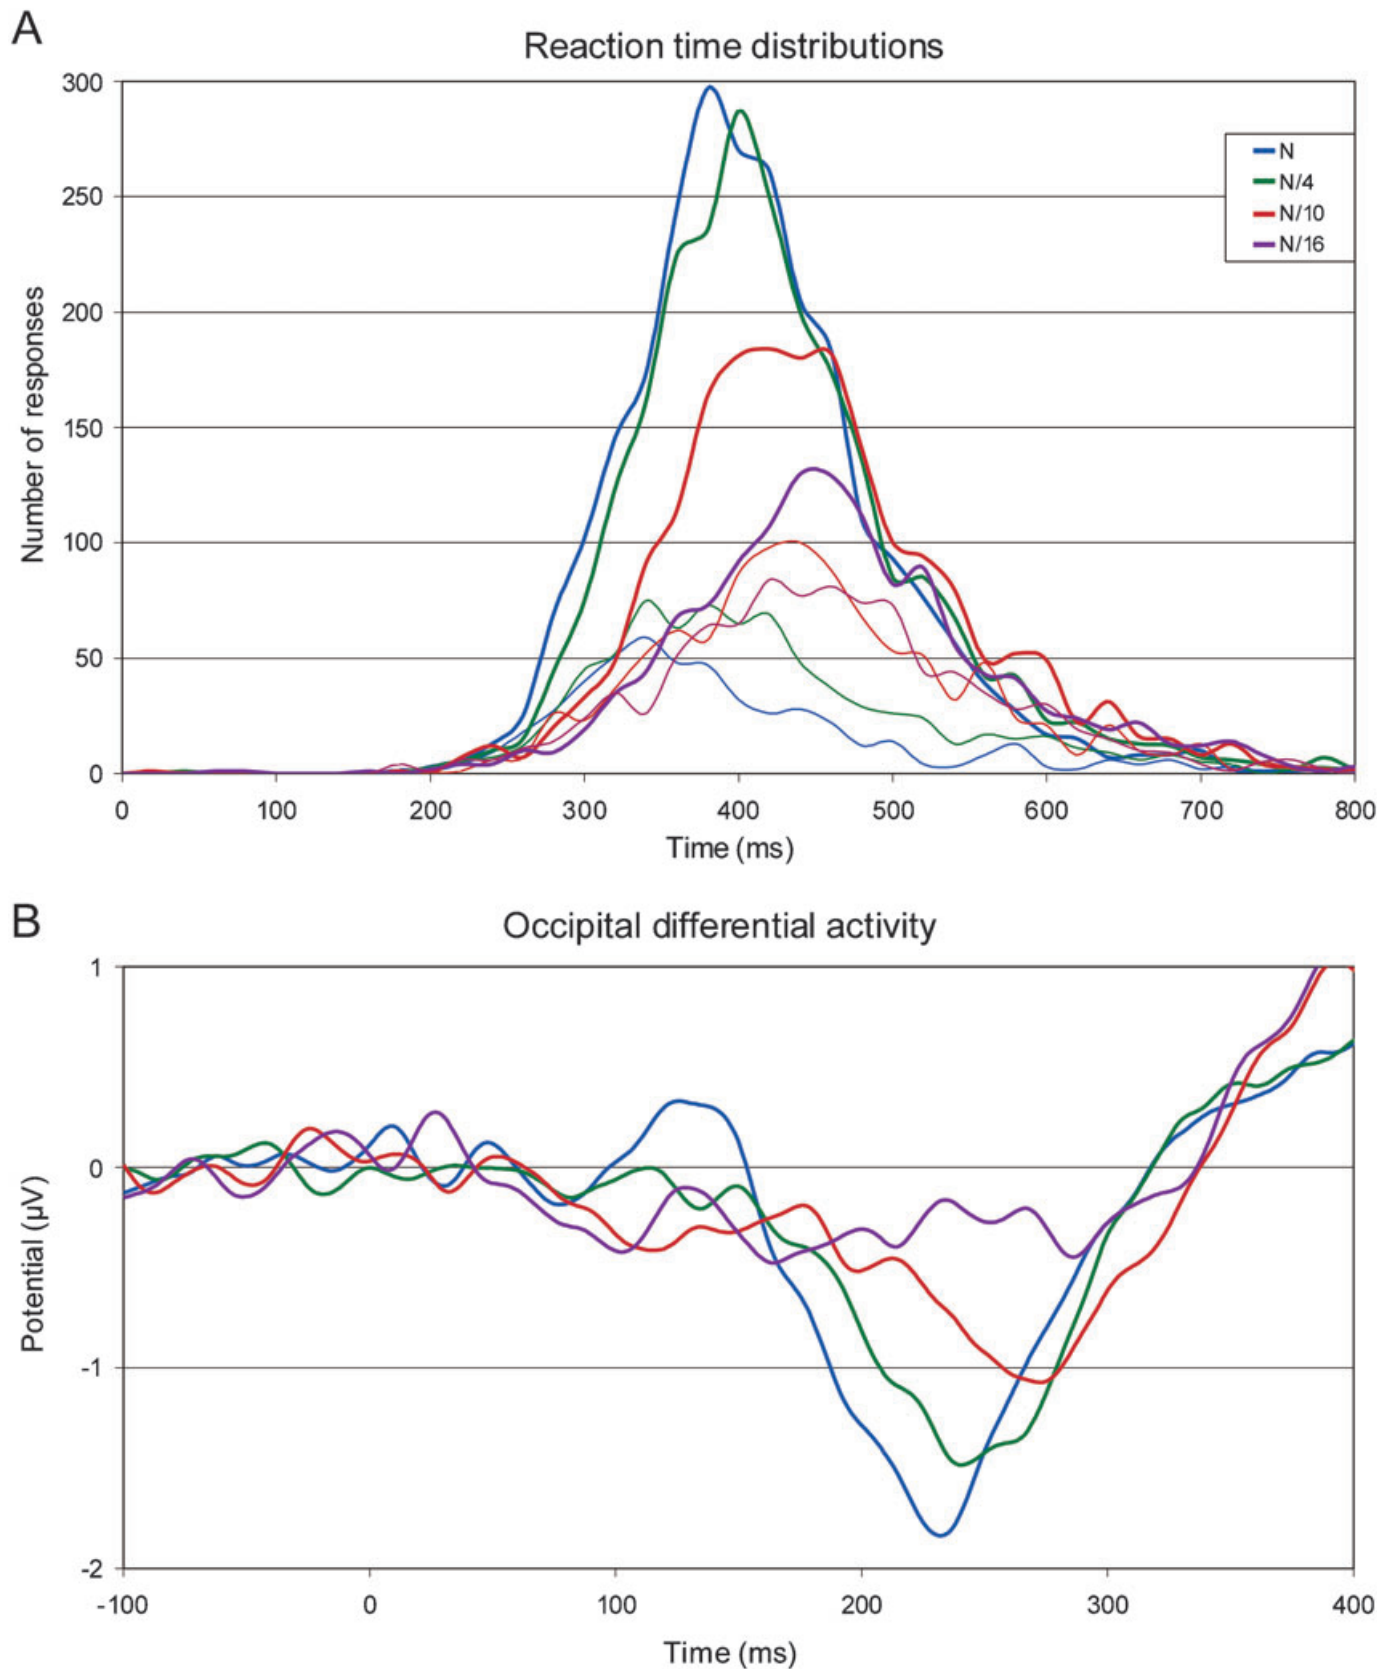 A
Reaction time distributions
300
250
200
150
100
50
0
Number of responses
N
N/4
N/10
N/16
0 100 200 300 400 500 600 700 800
Time (ms)
B
Occipital differential activity
1
0
-1
-2
Potential (µV)
-100 0 100 200 300 400
Time (ms)